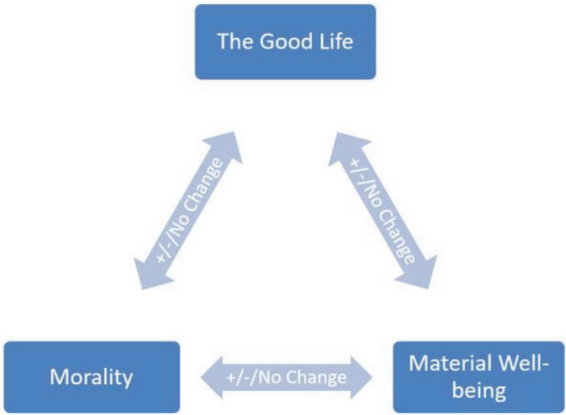 The Good Life
+/-/No Change
+/-/No Change
Morality
+/-/No Change
Material Well-
being